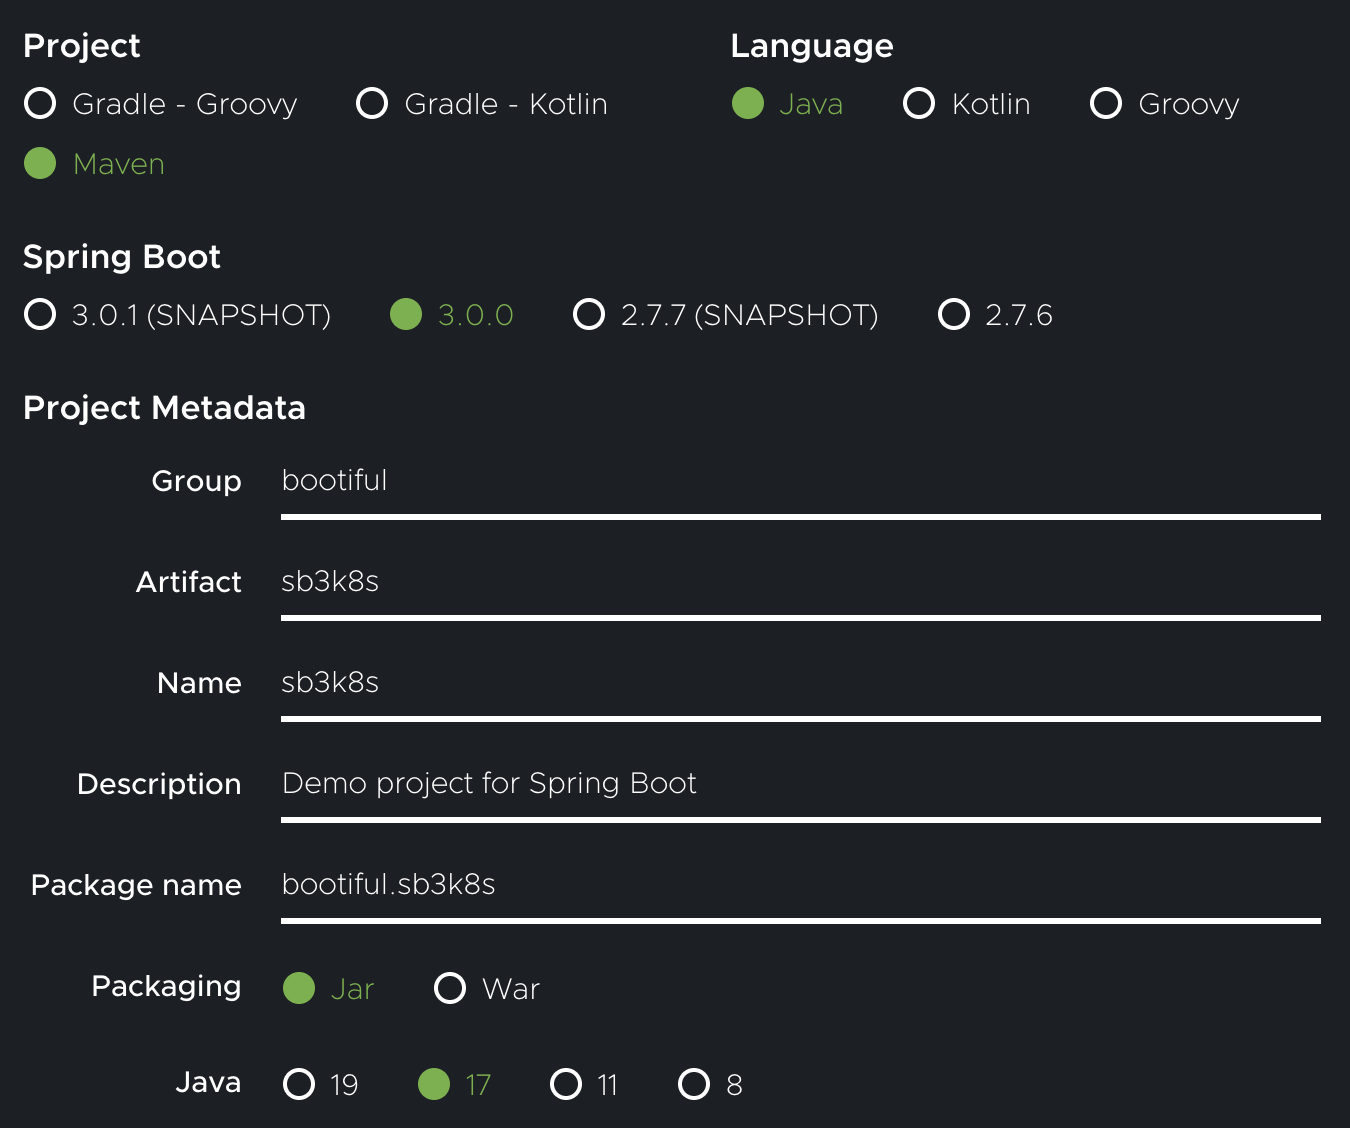 Project
Gradle - Groovy Gradle - Kotlin
Maven
Language
Java Kotlin Groovy
Spring Boot
3.0.1 (SNAPSHOT) 3.0.0 2.7.7 (SNAPSHOT) 2.7.6
Project Metadata
Group bootiful
Artifact sb3k8s
Name sb3k8s
Description Demo project for Spring Boot
Package name bootiful.sb3k8s
Packaging Jar War
Java 19 17 11 8